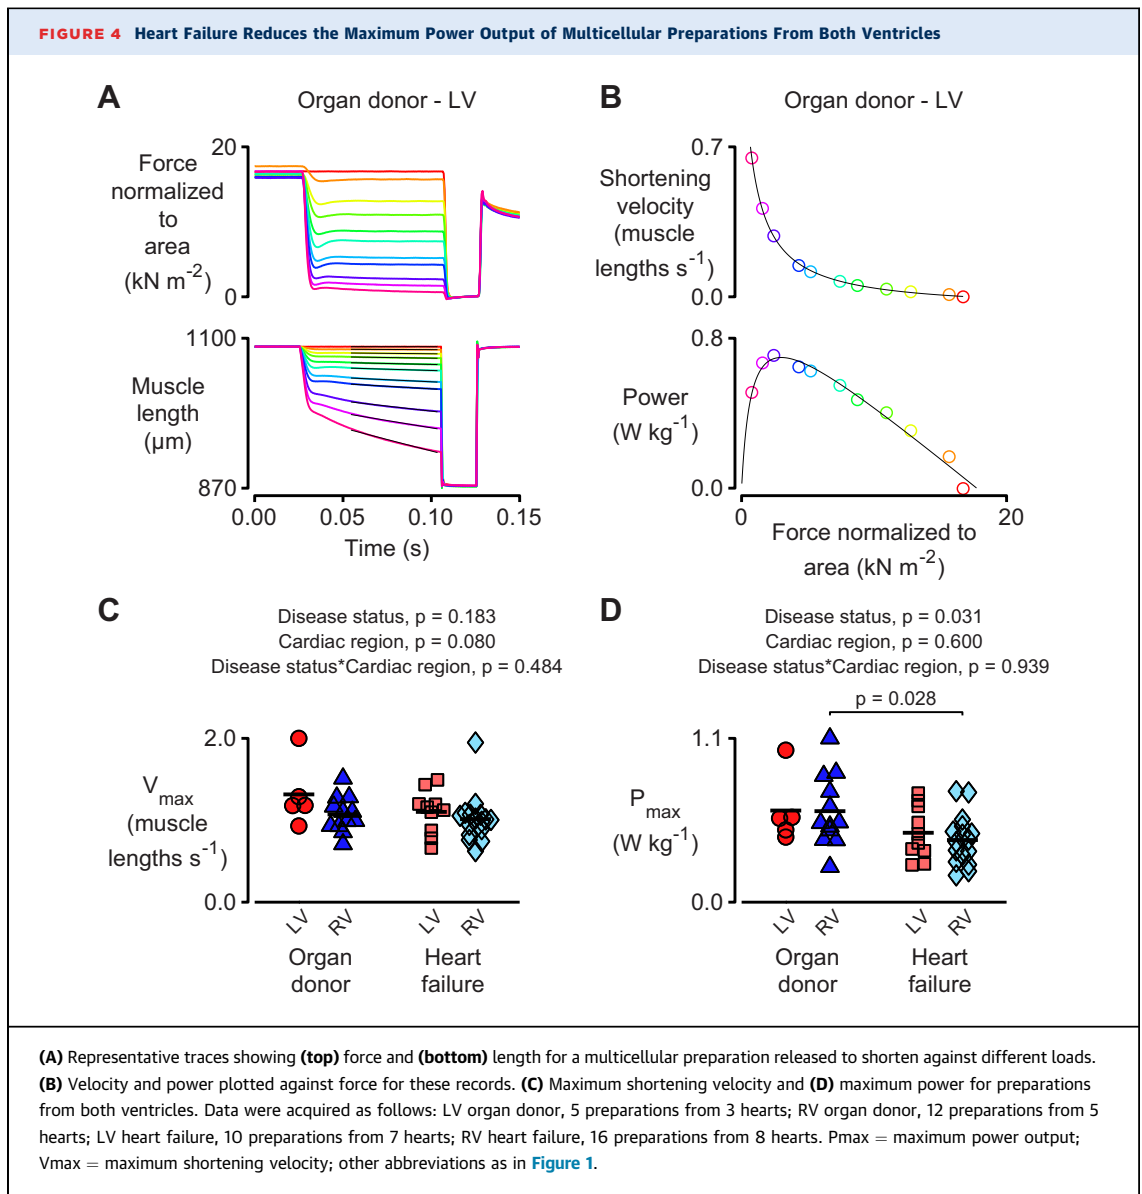 FIGURE 4 Heart Failure Reduces the Maximum Power Output of Multicellular Preparations From Both Ventricles
A
Organ donor - LV
20
Force
normalized
to
area
(kN m-2)
0
1100
Muscle
length
(µm)
870
0.00 0.05 0.10 0.15
Time (s)
B
Organ donor - LV
0.7
Shortening
velocity
(muscle
lengths s-1)
0.0
0.8
Power
(W kg-1)
0.0
0 20
Force normalized to
area (kN m-2)
C
Disease status, p = 0.183
Cardiac region, p = 0.080
Disease status*Cardiac region, p = 0.484
2.0
Vmax
(muscle
lengths s-1)
0.0
LV RV LV RV
Organ Heart
donor failure
D
Disease status, p = 0.031
Cardiac region, p = 0.600
Disease status*Cardiac region, p = 0.939
p = 0.028
1.1
Pmax
(W kg-1)
0.0
LV RV LV RV
Organ Heart
donor failure
(A) Representative traces showing (top) force and (bottom) length for a multicellular preparation released to shorten against different loads.
(B) Velocity and power plotted against force for these records. (C) Maximum shortening velocity and (D) maximum power for preparations
from both ventricles. Data were acquired as follows: LV organ donor, 5 preparations from 3 hearts; RV organ donor, 12 preparations from 5
hearts; LV heart failure, 10 preparations from 7 hearts; RV heart failure, 16 preparations from 8 hearts. Pmax = maximum power output;
Vmax = maximum shortening velocity; other abbreviations as in Figure 1.